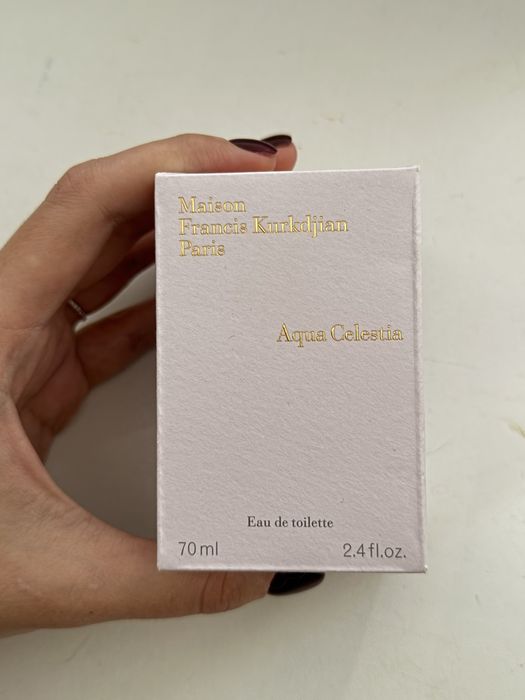 Maison
Francis Kurkdjian
Paris
Aqua Celestia
Eau de toilette
70 ml 2.4 fl.oz.